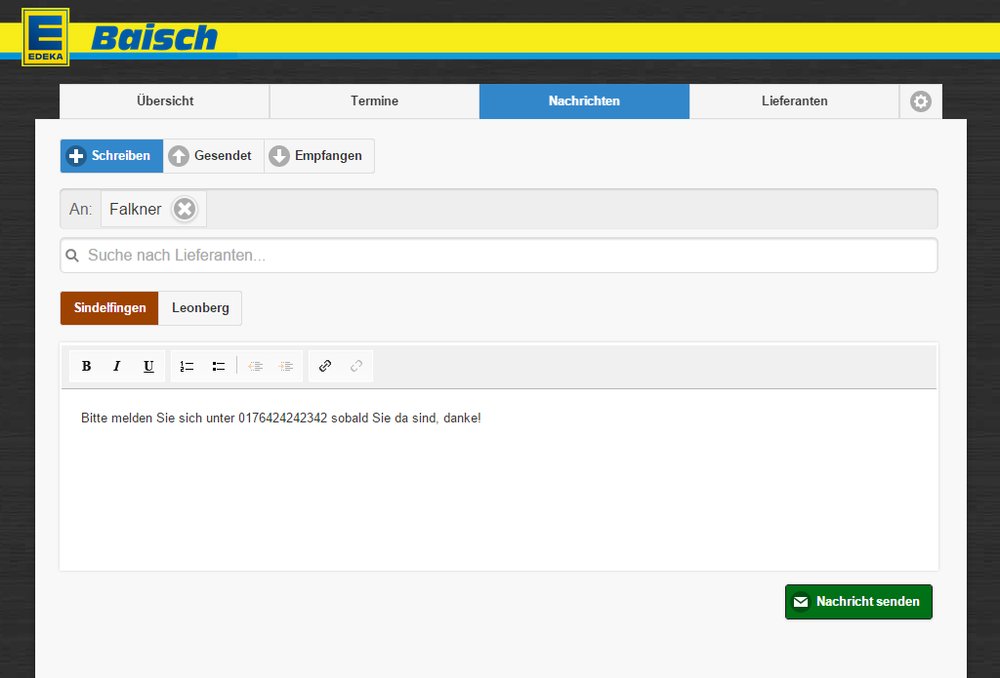 E
EDEKA
Baisch
Übersicht
Termine
Nachrichten
Lieferanten
Schreiben
Gesendet
Empfangen
An:
Falkner
Suche nach Lieferanten...
Sindelfingen
Leonberg
B I U
Bitte melden Sie sich unter 0176424242342 sobald Sie da sind, danke!
Nachricht senden